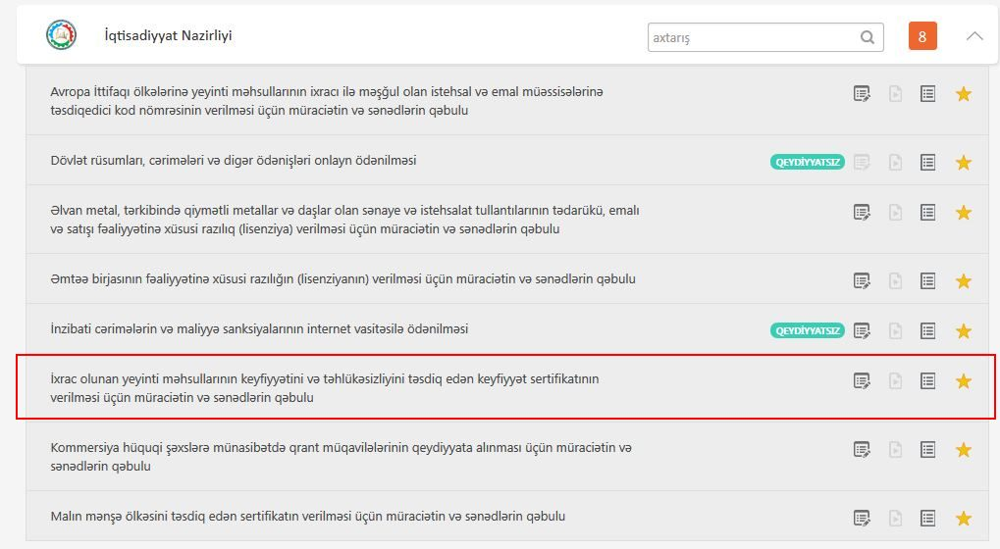 İqtisadiyyat Nazirliyi
axtarış
8
Avropa İttifaqı ölkələrinə yeyinti məhsullarının ixracı ilə məşğul olan istehsal və emal müəssisələrinə
təsdiqedici kod nömrəsinin verilməsi üçün müraciətin və sənədlərin qəbulu
Dövlət rüsumları, cərimələri və digər ödənişləri onlayn ödənilməsi
QEYDİYYATSIZ
Əlvan metal, tərkibində qiymətli metallar və daşlar olan sənaye və istehsalat tullantılarının tədarükü, emalı
və satışı fəaliyyətinə xüsusi razılıq (lisenziya) verilməsi üçün müraciətin və sənədlərin qəbulu
Əmtəə birjasının fəaliyyətinə xüsusi razılığın (lisenziyanın) verilməsi üçün müraciətin və sənədlərin qəbulu
İnzibati cərimələrin və maliyyə sanksiyalarının internet vasitəsilə ödənilməsi
QEYDİYYATSIZ
İxrac olunan yeyinti məhsullarının keyfiyyətini və təhlükəsizliyini təsdiq edən keyfiyyət sertifikatının
verilməsi üçün müraciətin və sənədlərin qəbulu
Kommersiya hüquqi şəxslərə münasibətdə qrant müqavilələrinin qeydiyyata alınması üçün müraciətin və
sənədlərin qəbulu
Malın mənşə ölkəsini təsdiq edən sertifikatın verilməsi üçün müraciətin və sənədlərin qəbulu